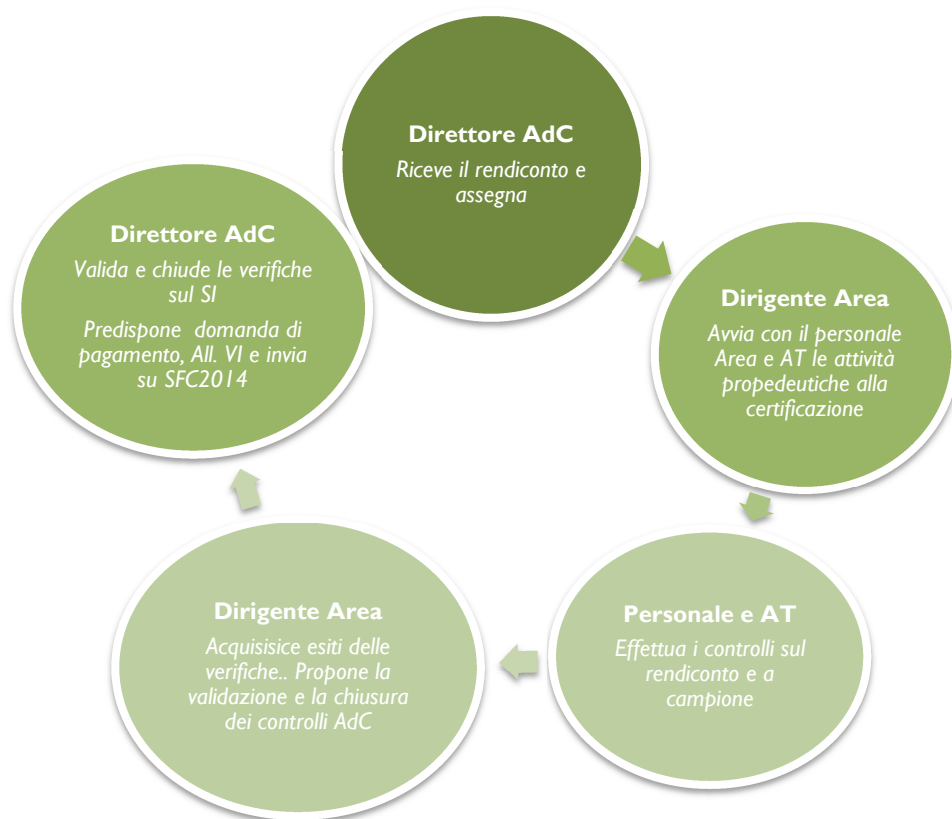 Direttore AdC
Riceve il rendiconto e
assegna
Dirigente Area
Avvia con il personale
Area e AT le attività
propedeutiche alla
certificazione
Personale e AT
Effettua i controlli sul
rendiconto e a
campione
Dirigente Area
Acquisisice esiti delle
verifiche.. Propone la
validazione e la chiusura
dei controlli AdC
Direttore AdC
Valida e chiude le verifiche
sul SI
Predispone domanda di
pagamento, All. VI e invia
su SFC2014